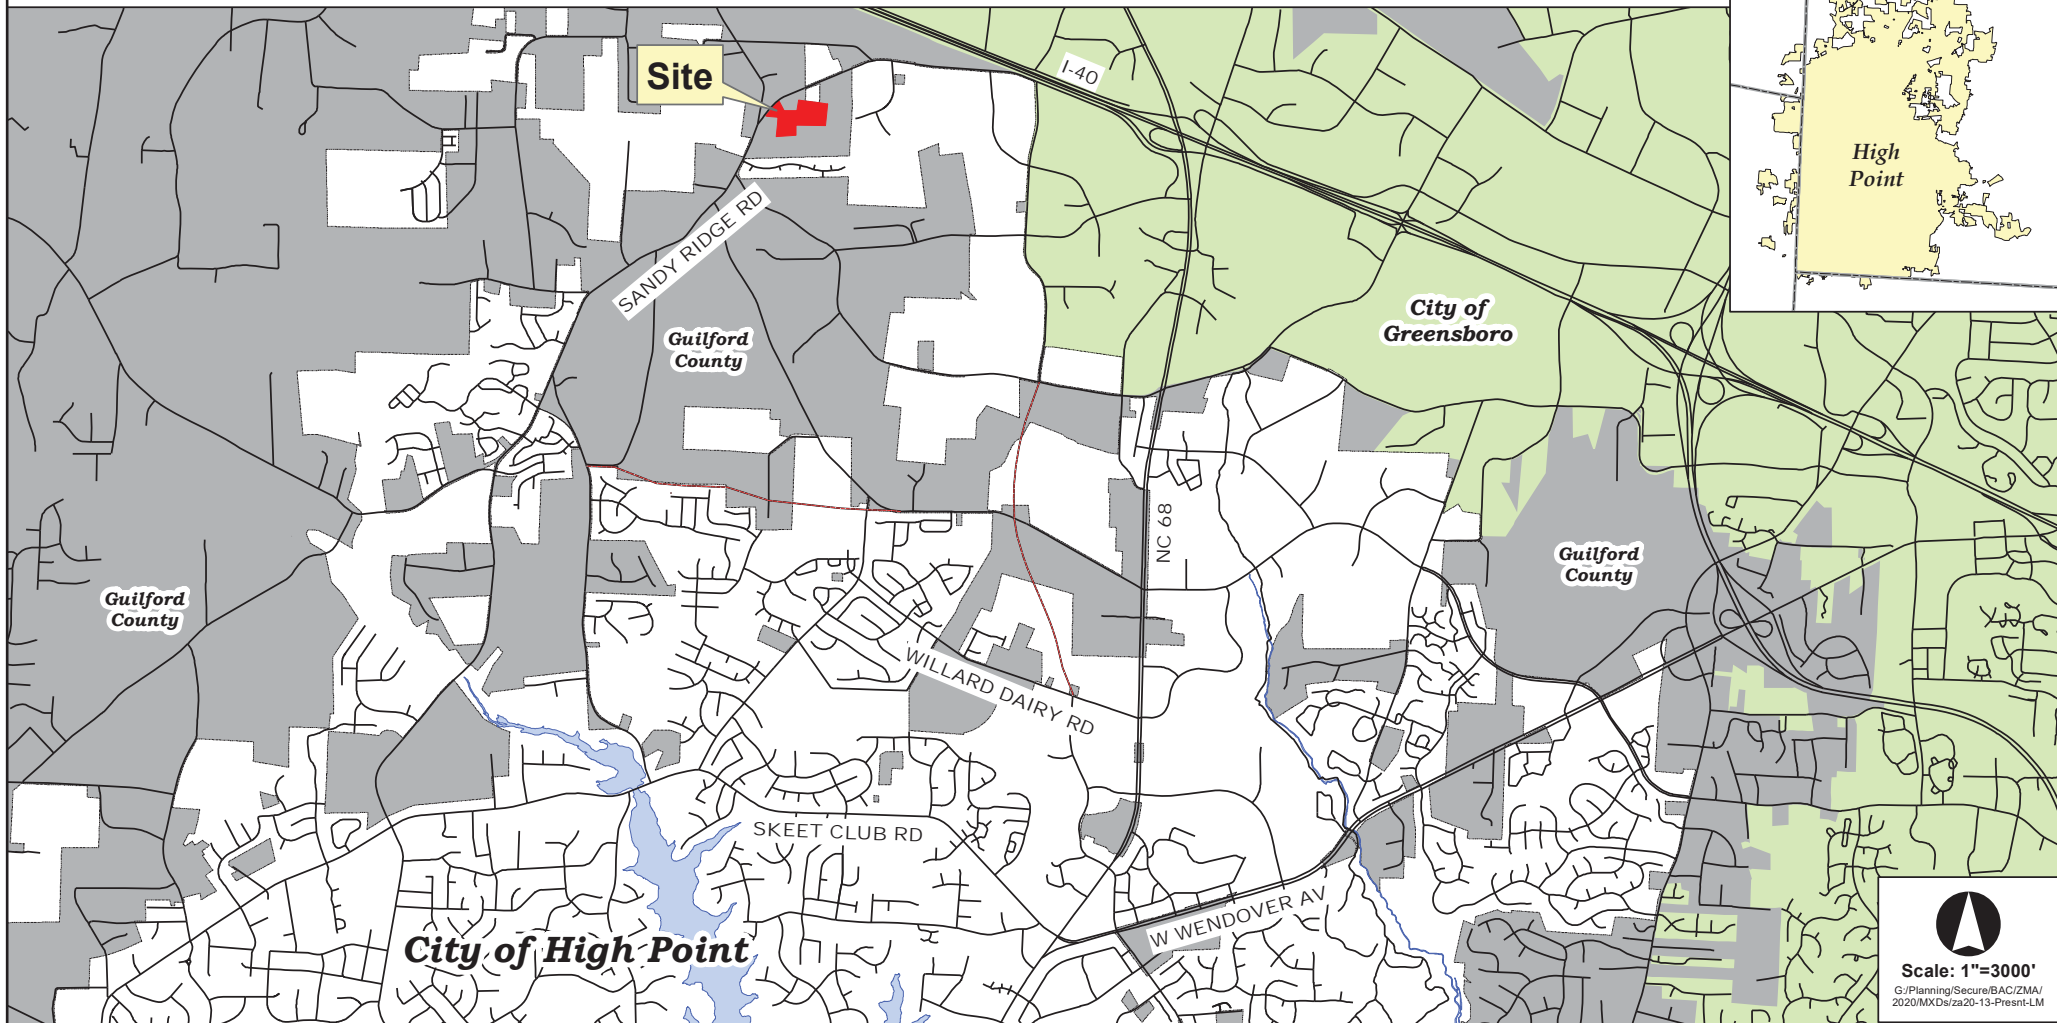 Site
I-40
High
Point
SANDY RIDGE RD
City of
Greensboro
Guilford
County
NC 68
Guilford
County
Guilford
County
WILLARD DAIRY RD
SKEET CLUB RD
W WENDOVER AV
City of High Point
Scale: 1"=3000'
G:/Planning/Secure/BAC/ZMA/
2020/MXDs/za20-13-Presnt-LM